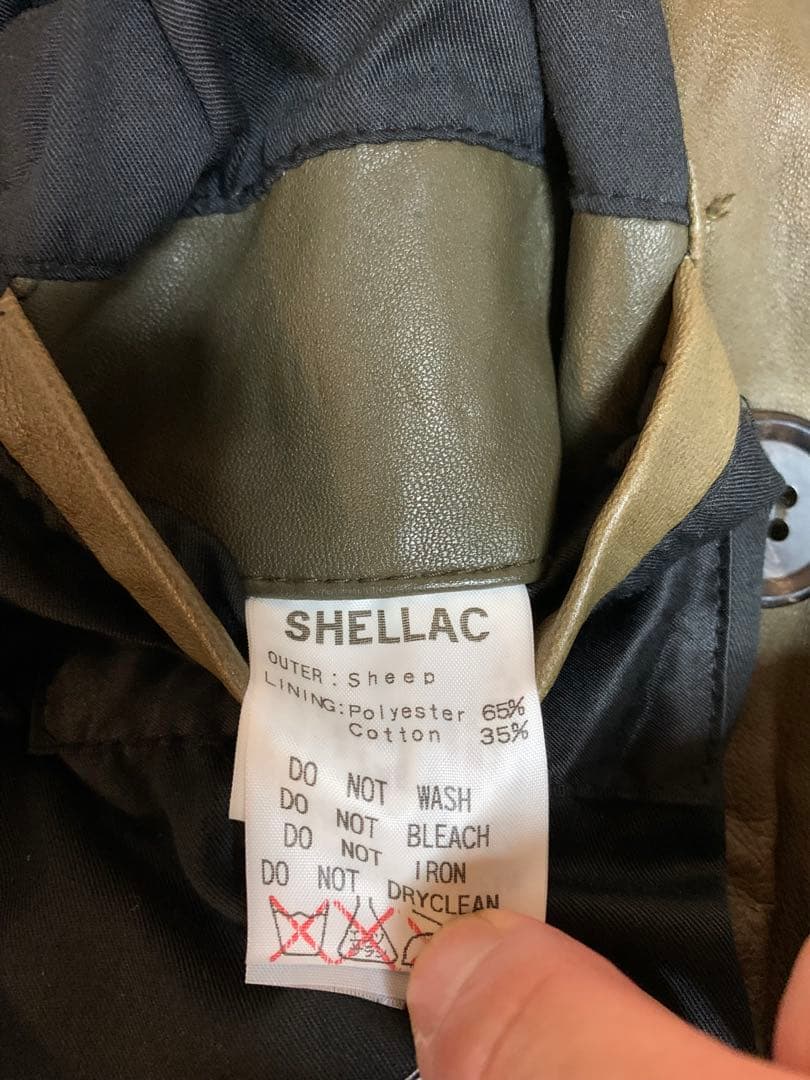 SHELLAC
OUTER: Sheep
LINING: Polyester 65%
Cotton 35%
DO NOT WASH
DO NOT BLEACH
DO NOT IRON
DO NOT DRYCLEAN